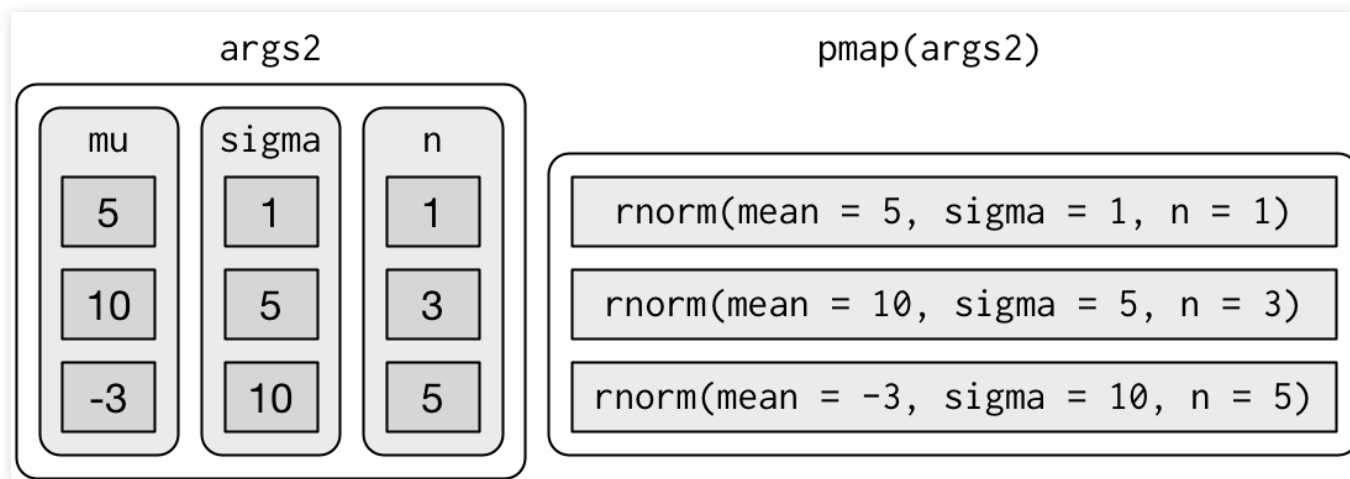 args2
pmap(args2)
mu sigma n
5 1 1
10 5 3
-3 10 5
rnorm(mean = 5, sigma = 1, n = 1)
rnorm(mean = 10, sigma = 5, n = 3)
rnorm(mean = -3, sigma = 10, n = 5)